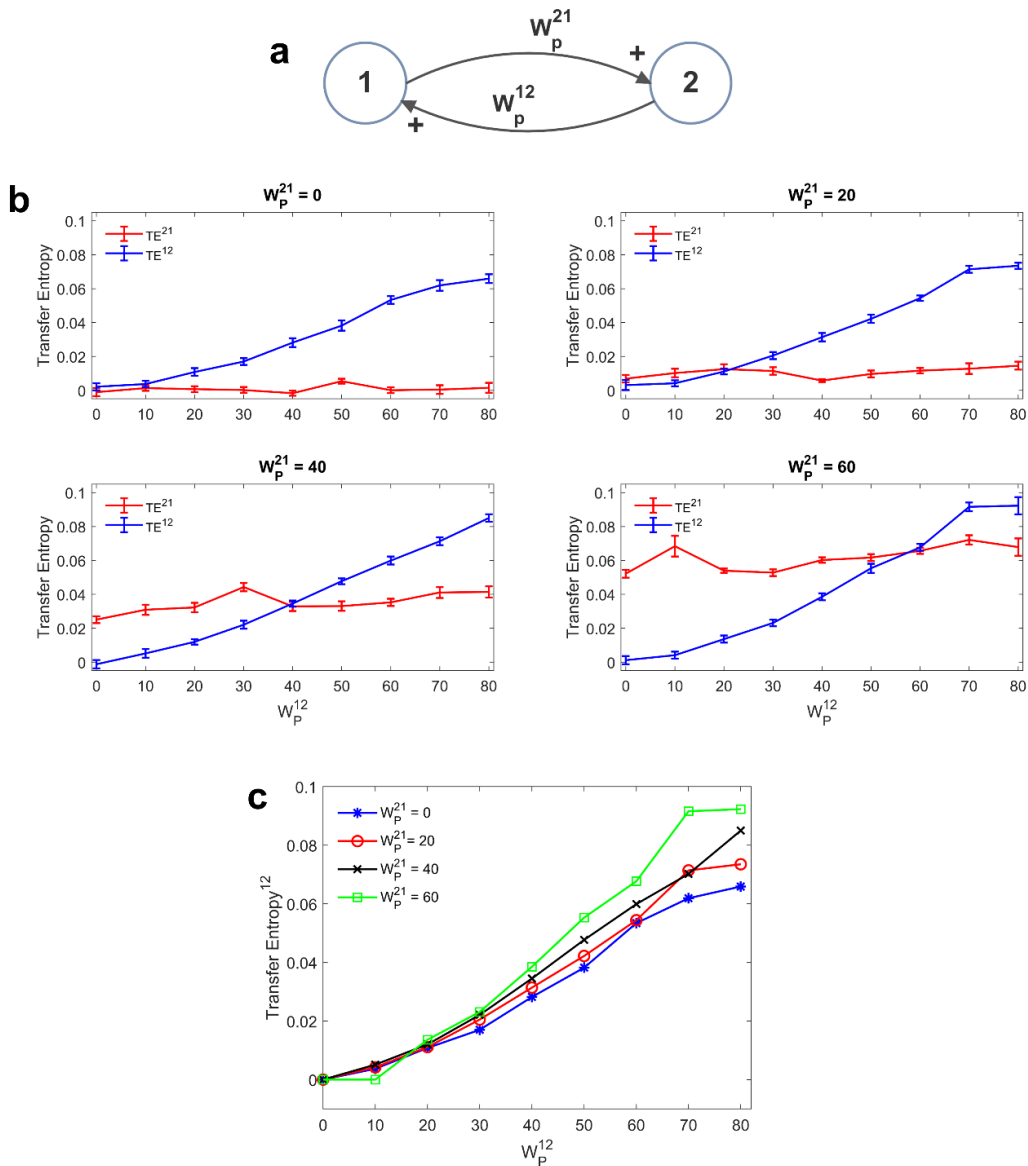 a
W_p^21
+
1
2
W_p^12
+
b
W_P^21 = 0
TE^21
TE^12
Transfer Entropy
0.1
0.08
0.06
0.04
0.02
0
0 10 20 30 40 50 60 70 80
W_P^21 = 20
TE^21
TE^12
Transfer Entropy
0.1
0.08
0.06
0.04
0.02
0
0 10 20 30 40 50 60 70 80
W_P^21 = 40
TE^21
TE^12
Transfer Entropy
0.1
0.08
0.06
0.04
0.02
0
0 10 20 30 40 50 60 70 80
W_P^12
W_P^21 = 60
TE^21
TE^12
Transfer Entropy
0.1
0.08
0.06
0.04
0.02
0
0 10 20 30 40 50 60 70 80
W_P^12
c
W_P^21 = 0
W_P^21 = 20
W_P^21 = 40
W_P^21 = 60
Transfer Entropy^12
0.1
0.08
0.06
0.04
0.02
0
0 10 20 30 40 50 60 70 80
W_P^12